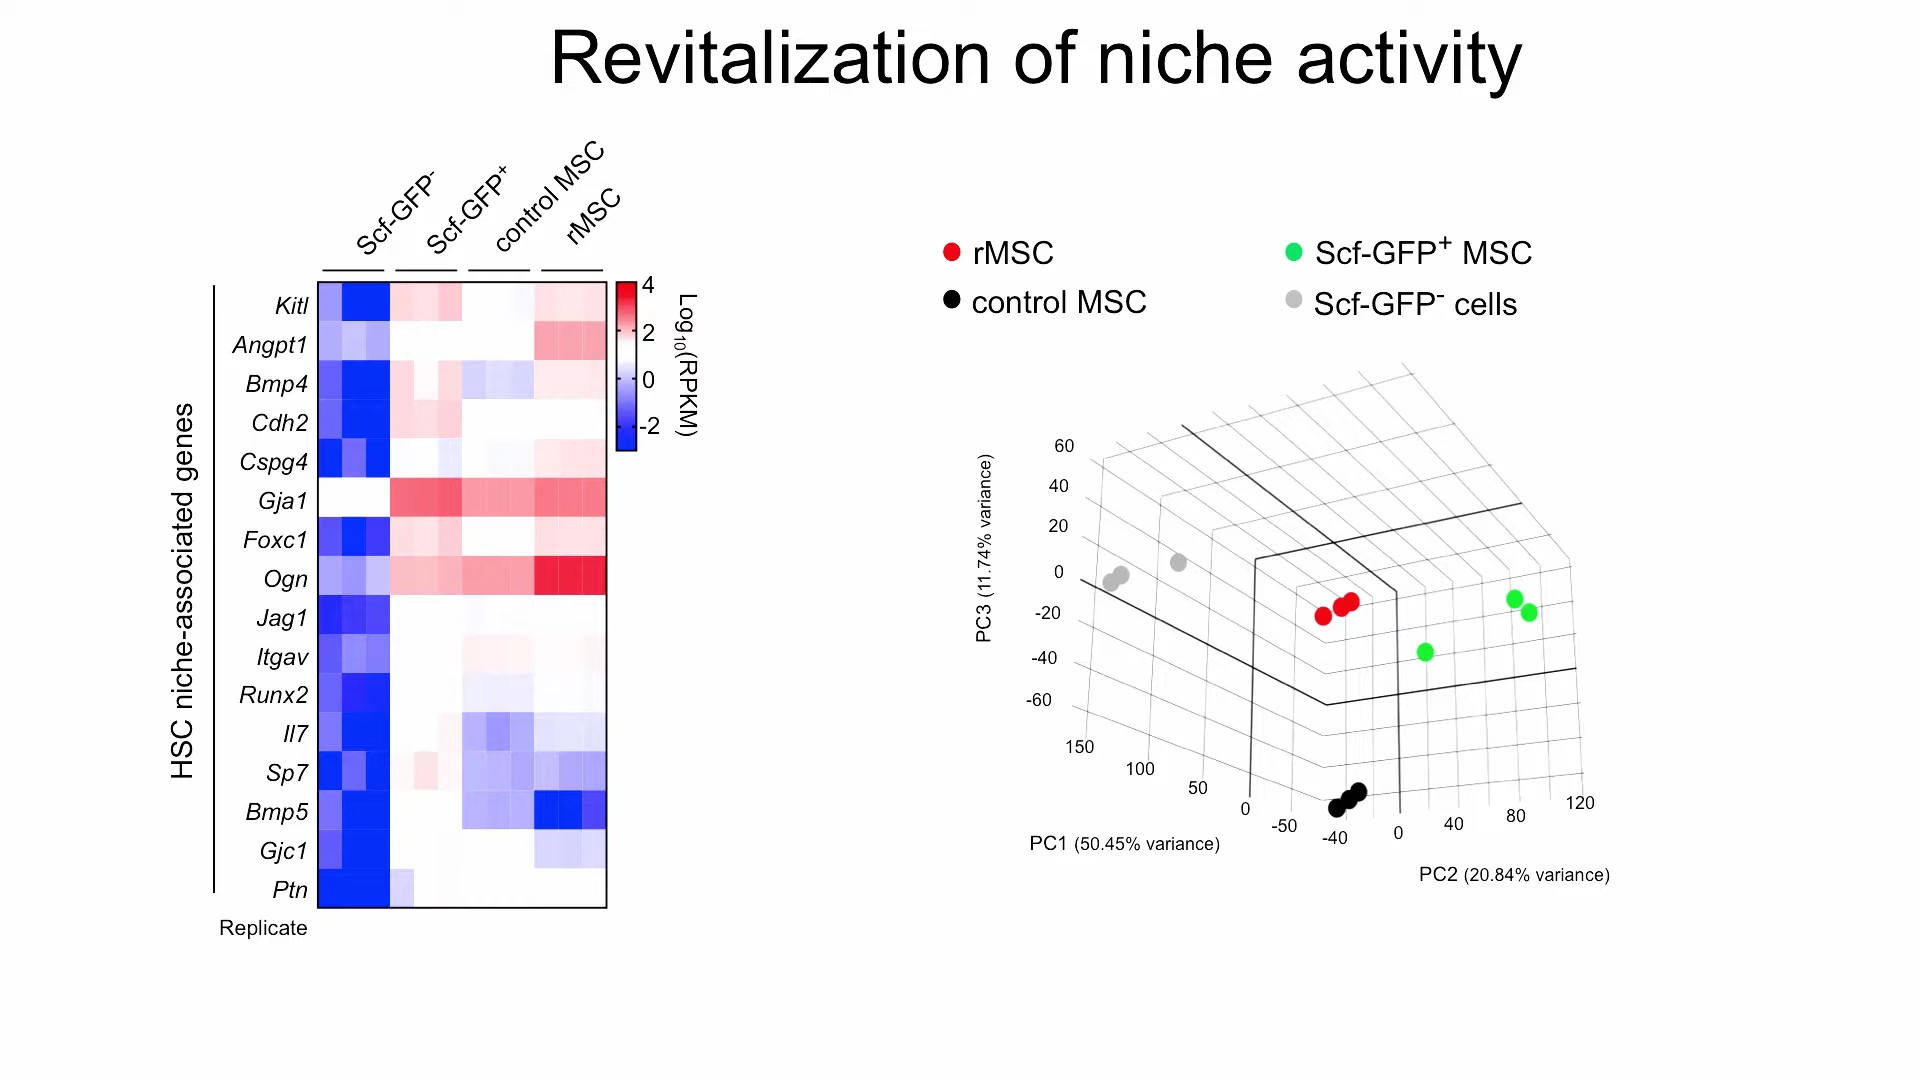 Revitalization of niche activity
Scf-GFP-
Scf-GFP+
control MSC
rMSC
HSC niche-associated genes
Kitl
Angpt1
Bmp4
Cdh2
Cspg4
Gja1
Foxc1
Ogn
Jag1
Itgav
Runx2
Il7
Sp7
Bmp5
Gjc1
Ptn
Replicate
4
2
0
-2
Log10(RPKM)
rMSC
control MSC
Scf-GFP+ MSC
Scf-GFP- cells
PC3 (11.74% variance)
60
40
20
0
-20
-40
-60
150
100
50
0
-50
PC1 (50.45% variance)
-40
0
40
80
120
PC2 (20.84% variance)